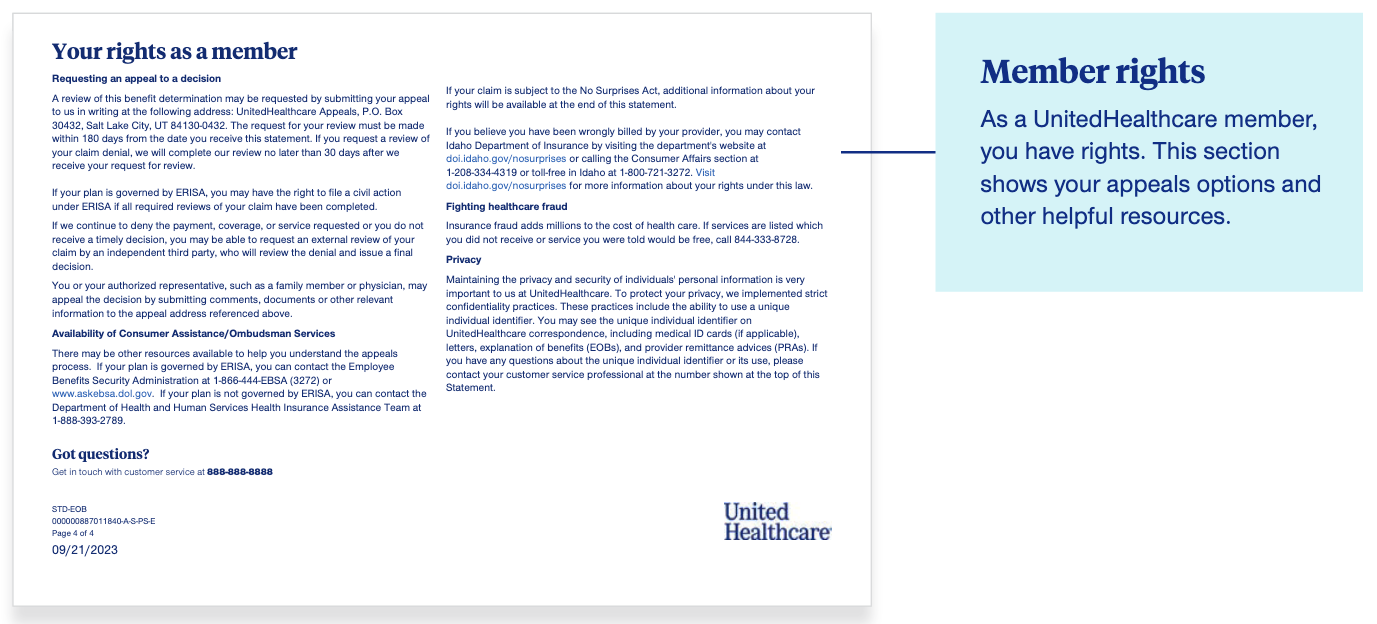 Your rights as a member
Requesting an appeal to a decision
A review of this benefit determination may be requested by submitting your appeal
to us in writing at the following address: UnitedHealthcare Appeals, P.O. Box
30432, Salt Lake City, UT 84130-0432. The request for your review must be made
within 180 days from the date you receive this statement. If you request a review of
your claim denial, we will complete our review no later than 30 days after we
receive your request for review.
If your plan is governed by ERISA, you may have the right to file a civil action
under ERISA if all required reviews of your claim have been completed.
If we continue to deny the payment, coverage, or service requested or you do not
receive a timely decision, you may be able to request an external review of your
claim by an independent third party, who will review the denial and issue a final
decision.
You or your authorized representative, such as a family member or physician, may
appeal the decision by submitting comments, documents or other relevant
information to the appeal address referenced above.
Availability of Consumer Assistance/Ombudsman Services
There may be other resources available to help you understand the appeals
process.  If your plan is governed by ERISA, you can contact the Employee
Benefits Security Administration at 1-866-444-EBSA (3272) or
www.askebsa.dol.gov.  If your plan is not governed by ERISA, you can contact the
Department of Health and Human Services Health Insurance Assistance Team at
1-888-393-2789.
If your claim is subject to the No Surprises Act, additional information about your
rights will be available at the end of this statement.
If you believe you have been wrongly billed by your provider, you may contact
Idaho Department of Insurance by visiting the department's website at
doi.idaho.gov/nosurprises or calling the Consumer Affairs section at
1-208-334-4319 or toll-free in Idaho at 1-800-721-3272. Visit
doi.idaho.gov/nosurprises for more information about your rights under this law.
Fighting healthcare fraud
Insurance fraud adds millions to the cost of health care. If services are listed which
you did not receive or service you were told would be free, call 844-333-8728.
Privacy
Maintaining the privacy and security of individuals' personal information is very
important to us at UnitedHealthcare. To protect your privacy, we implemented strict
confidentiality practices. These practices include the ability to use a unique
individual identifier. You may see the unique individual identifier on
UnitedHealthcare correspondence, including medical ID cards (if applicable),
letters, explanation of benefits (EOBs), and provider remittance advices (PRAs). If
you have any questions about the unique individual identifier or its use, please
contact your customer service professional at the number shown at the top of this
Statement.
Got questions?
Get in touch with customer service at 888-888-8888
STD-EOB
000000887011840-A-S-PS-E
Page 4 of 4
09/21/2023
United
Healthcare
Member rights
As a UnitedHealthcare member,
you have rights. This section
shows your appeals options and
other helpful resources.